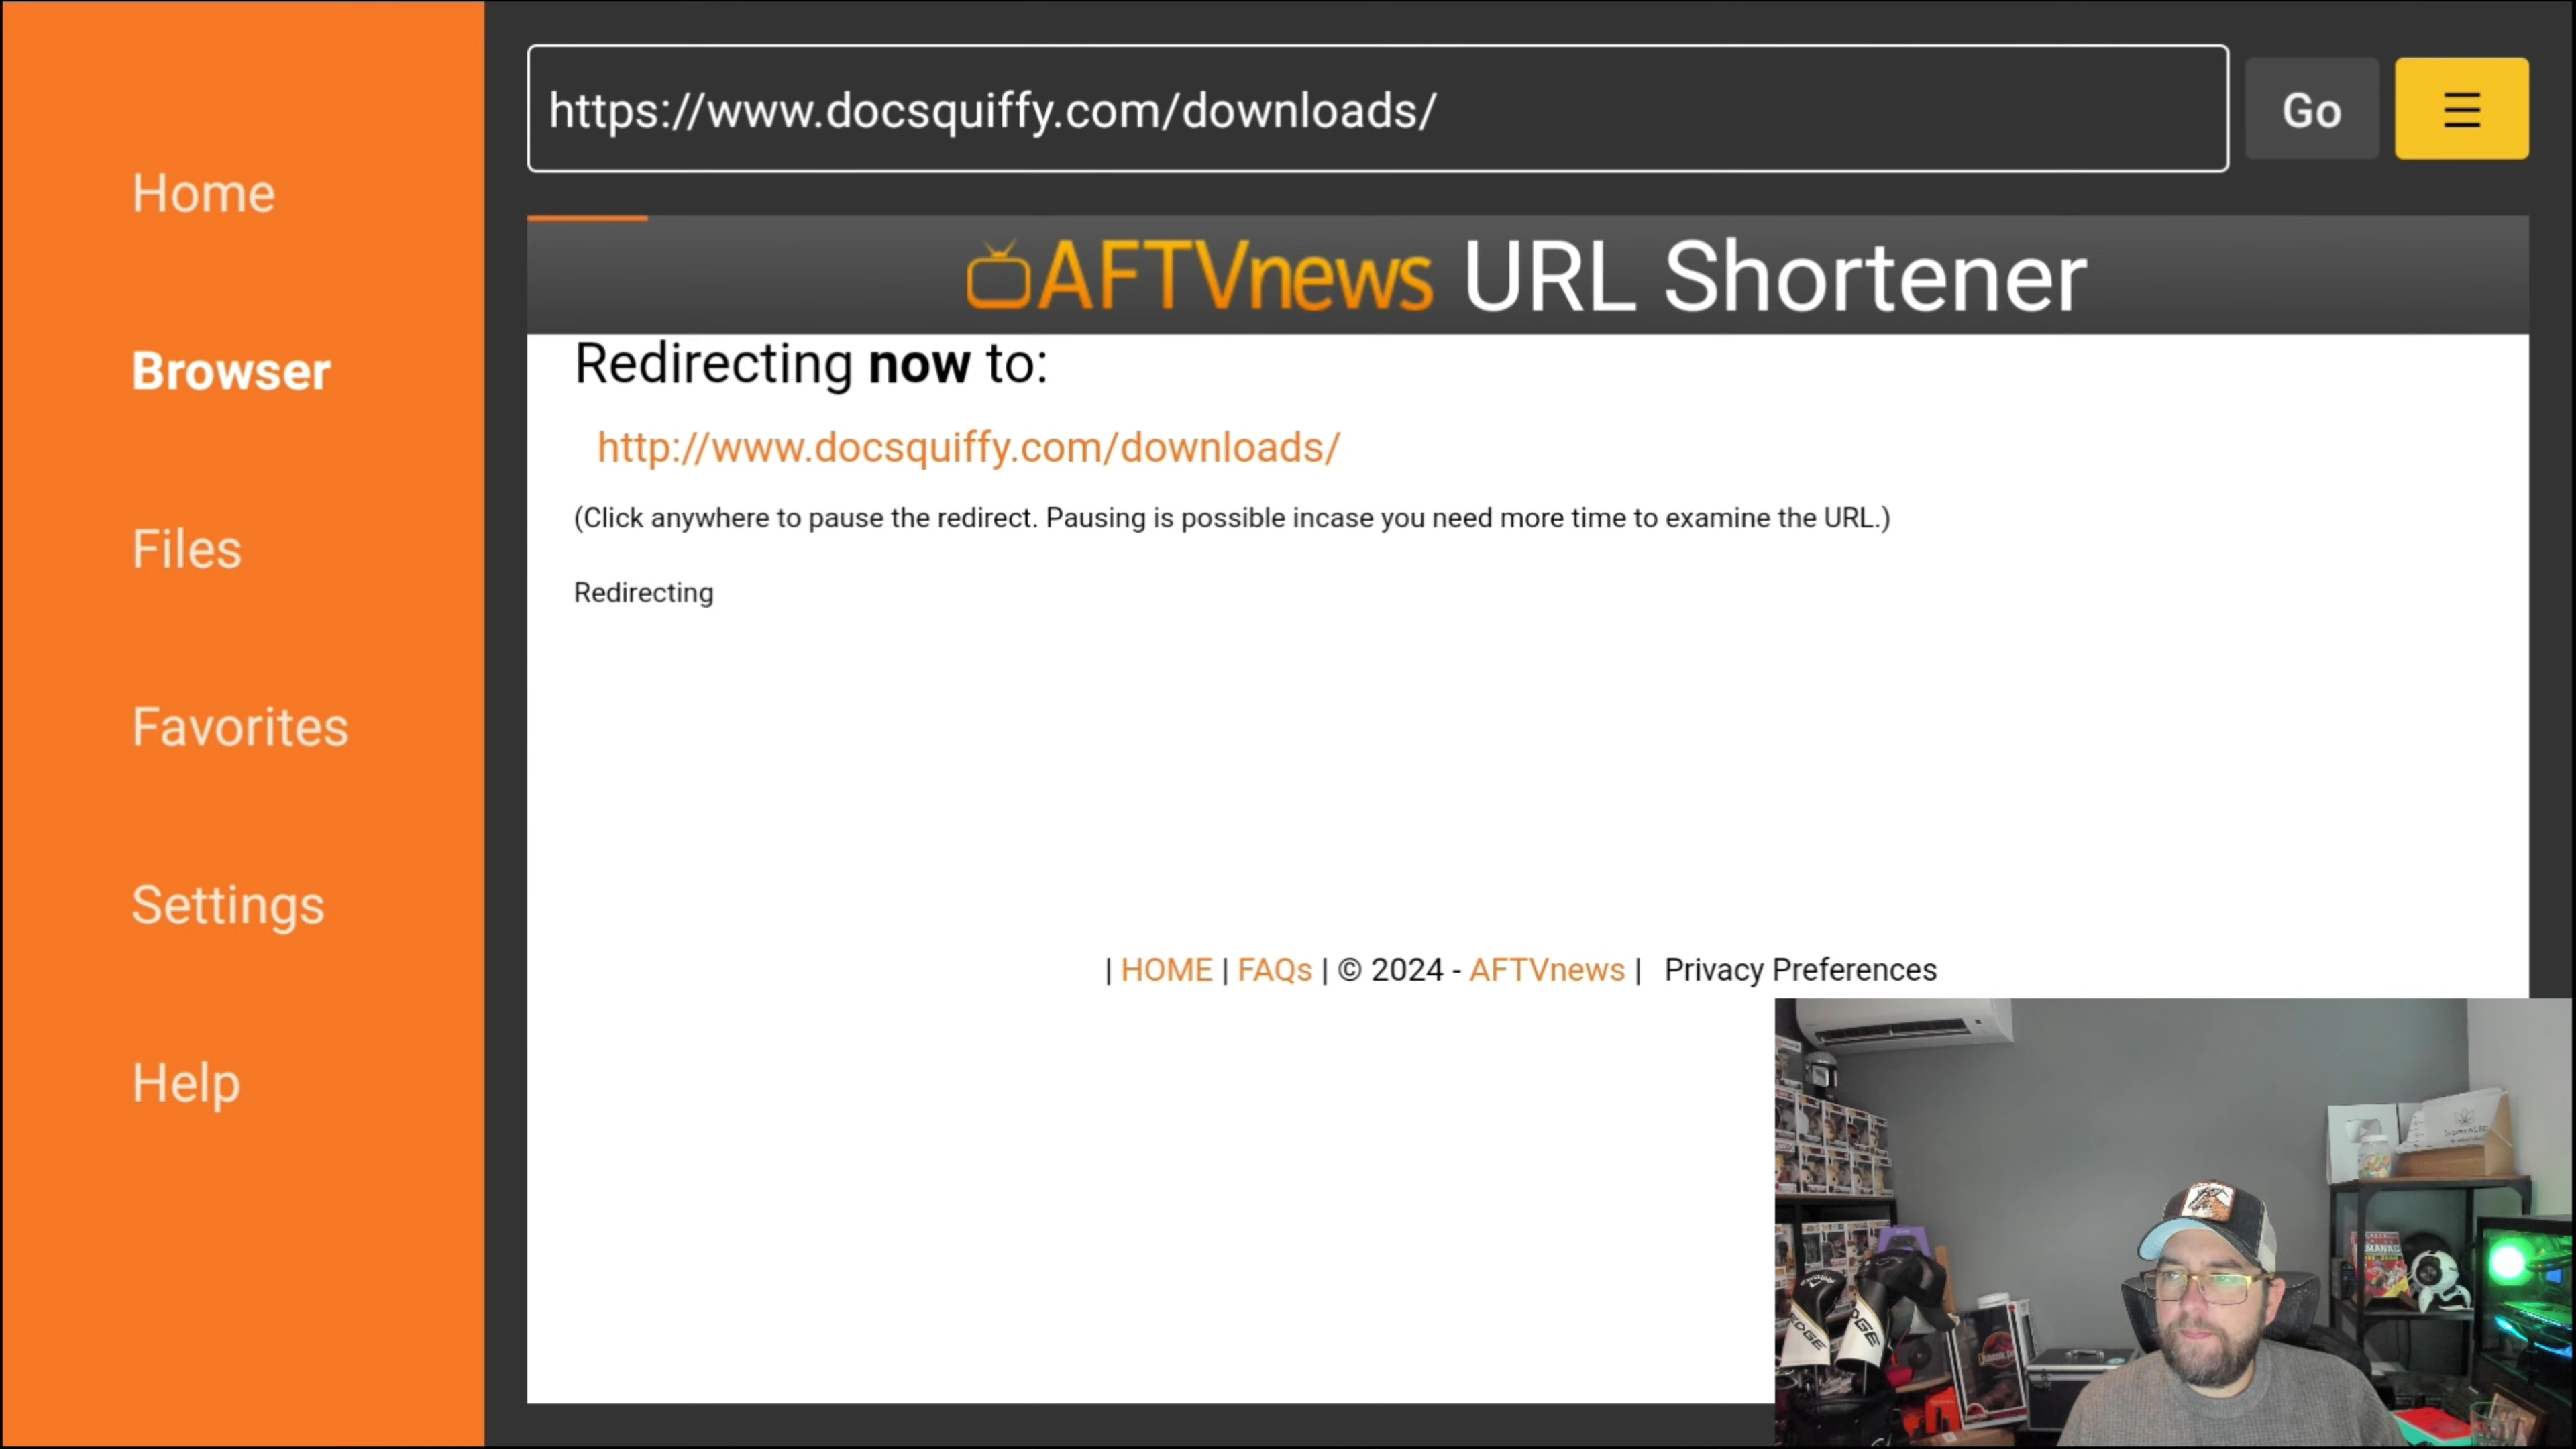 Home
Browser
Files
Favorites
Settings
Help
https://www.docsquiffy.com/downloads/
Go
AFTVnews URL Shortener
Redirecting now to:
http://www.docsquiffy.com/downloads/
(Click anywhere to pause the redirect. Pausing is possible incase you need more time to examine the URL.)
Redirecting
| HOME | FAQs | © 2024 - AFTVnews | Privacy Preferences
EDGE